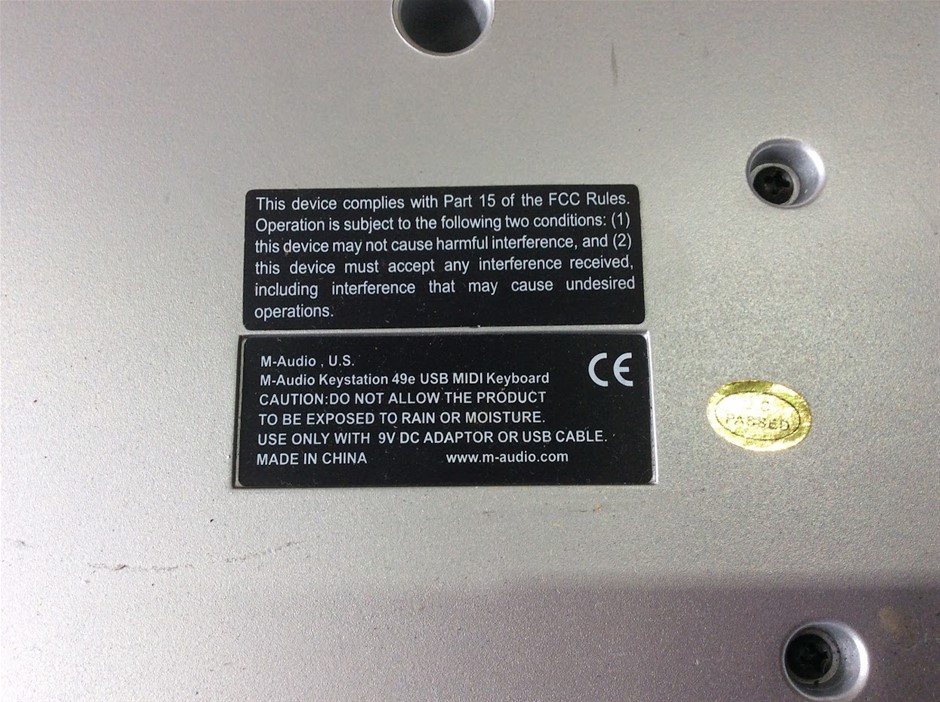 This device complies with Part 15 of the FCC Rules.
Operation is subject to the following two conditions: (1)
this device may not cause harmful interference, and (2)
this device must accept any interference received,
including interference that may cause undesired
operations.
M-Audio , U.S.
M-Audio Keystation 49e USB MIDI Keyboard
CAUTION:DO NOT ALLOW THE PRODUCT
TO BE EXPOSED TO RAIN OR MOISTURE.
USE ONLY WITH 9V DC ADAPTOR OR USB CABLE.
MADE IN CHINA www.m-audio.com
CE
PASSED